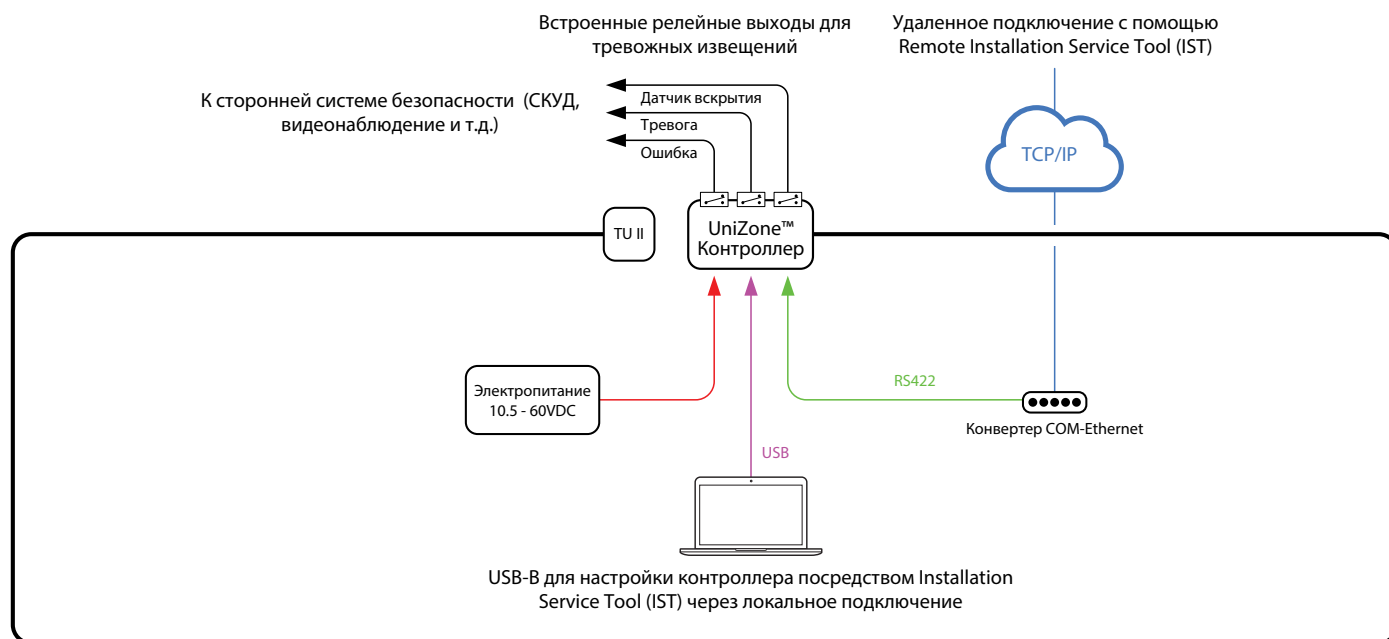 Встроенные релейные выходы для
тревожных извещений
Удаленное подключение с помощью
Remote Installation Service Tool (IST)
К сторонней системе безопасности (СКУД,
видеонаблюдение и т.д.)
Датчик вскрытия
Тревога
Ошибка
TCP/IP
TU II
UniZone™
Контроллер
Электропитание
10.5 - 60VDC
RS422
Конвертер COM-Ethernet
USB
USB-B для настройки контроллера посредством Installation
Service Tool (IST) через локальное подключение